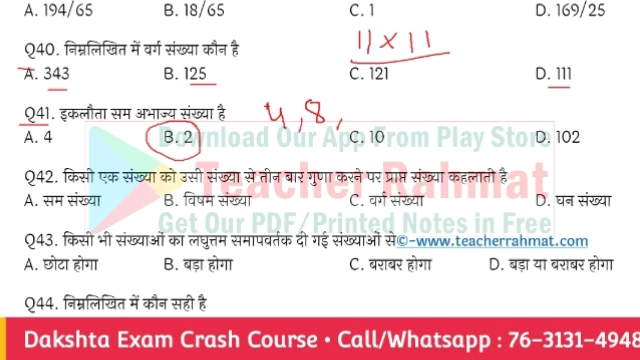 A. 194/65 B. 18/65 C. 1 D. 169/25
Q40. निम्नलिखित में वर्ग संख्या कौन है
11 × 11
A. 343 B. 125 C. 121 D. 111
Q41. इकलौता सम अभाज्य संख्या है
4, 8,
Download Our App From Play Store
A. 4 B. 2 C. 10 D. 102
Teacher Rahmat
Q42. किसी एक संख्या को उसी संख्या से तीन बार गुणा करने पर प्राप्त संख्या कहलाती है
A. सम संख्या B. विषम संख्या C. वर्ग संख्या D. घन संख्या
Get Our PDF/Printed Notes in Free
Q43. किसी भी संख्याओं का लघुत्तम समापवर्तक दी गई संख्याओं से ©-www.teacherrahmat.com
A. छोटा होगा B. बड़ा होगा C. बराबर होगा D. बड़ा या बराबर होगा
Q44. निम्नलिखित में कौन सही है
Dakshta Exam Crash Course • Call/Whatsapp : 76-3131-4948